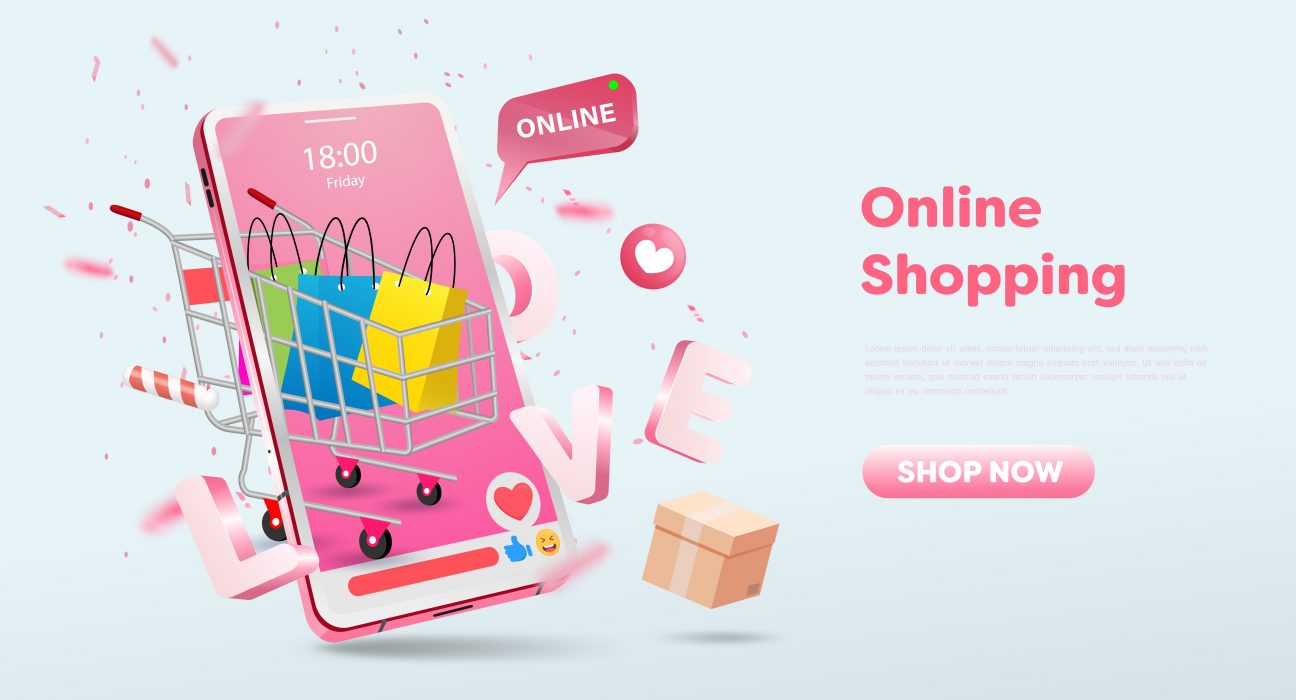 18:00
Friday
ONLINE
L
O
V
E
Online
Shopping
Lorem ipsum dolor sit amet, consectetuer adipiscing elit, sed diam nonummy nibh
euismod tincidunt ut laoreet dolore magna aliquam erat volutpat. Ut wisi enim ad
minim veniam, quis nostrud exerci tation ullamcorper suscipit lobortis nisl ut
aliquip ex ea commodo consequat.
SHOP NOW